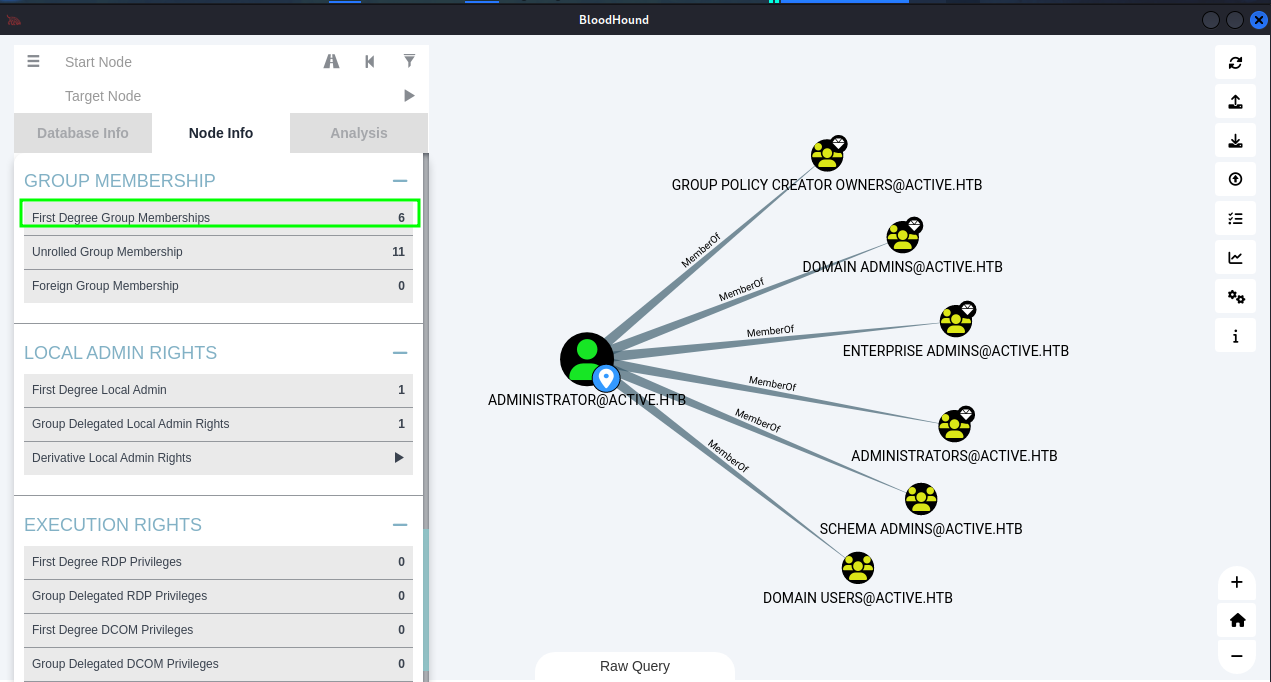 BloodHound
Start Node
Target Node
Database Info
Node Info
Analysis
GROUP MEMBERSHIP
First Degree Group Memberships 6
Unrolled Group Membership 11
Foreign Group Membership 0
LOCAL ADMIN RIGHTS
First Degree Local Admin 1
Group Delegated Local Admin Rights 1
Derivative Local Admin Rights
EXECUTION RIGHTS
First Degree RDP Privileges 0
Group Delegated RDP Privileges 0
First Degree DCOM Privileges 0
Group Delegated DCOM Privileges 0
GROUP POLICY CREATOR OWNERS@ACTIVE.HTB
MemberOf
DOMAIN ADMINS@ACTIVE.HTB
MemberOf
MemberOf
ENTERPRISE ADMINS@ACTIVE.HTB
MemberOf
ADMINISTRATOR@ACTIVE.HTB
MemberOf
ADMINISTRATORS@ACTIVE.HTB
MemberOf
SCHEMA ADMINS@ACTIVE.HTB
DOMAIN USERS@ACTIVE.HTB
Raw Query